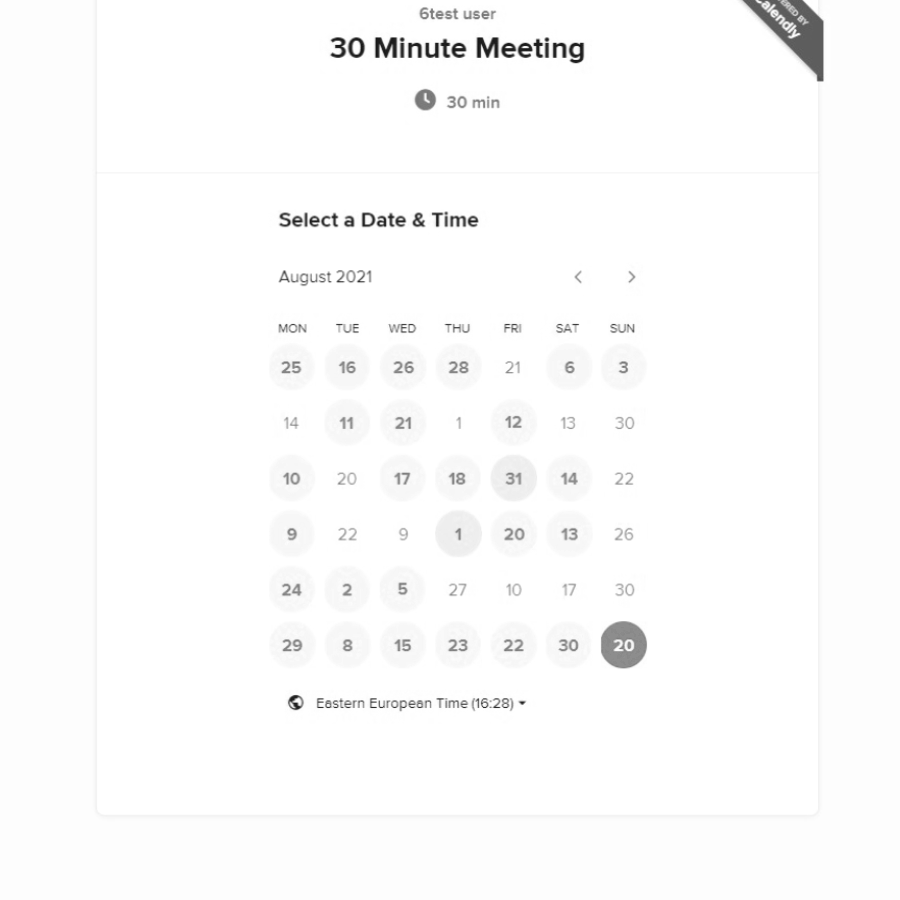 6test user
ERED BY
alendly
30 Minute Meeting
30 min
Select a Date & Time
August 2021
MON TUE WED THU FRI SAT SUN
25 16 26 28 21 6 3
14 11 21 1 12 13 30
10 20 17 18 31 14 22
9 22 9 1 20 13 26
24 2 5 27 10 17 30
29 8 15 23 22 30 20
Eastern European Time (16:28)